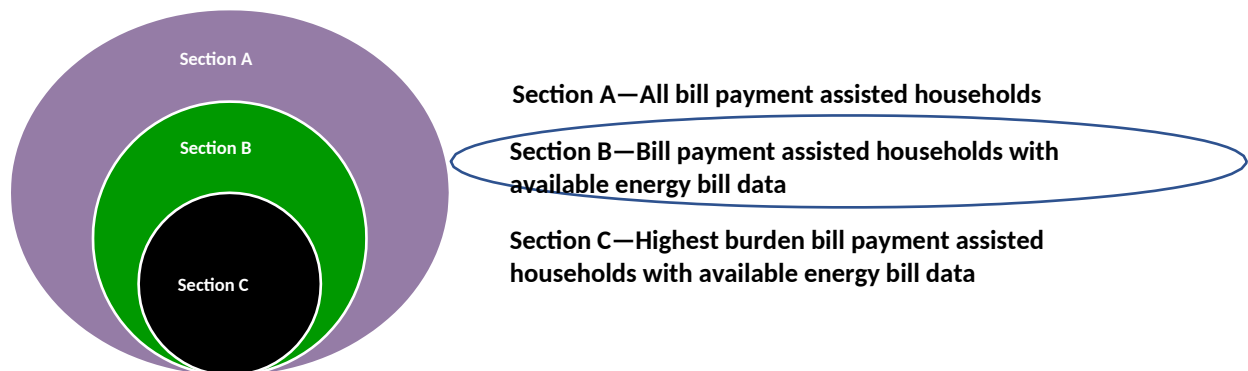 Section A
Section B
Section C
Section A—All bill payment assisted households
Section B—Bill payment assisted households with
available energy bill data
Section C—Highest burden bill payment assisted
households with available energy bill data